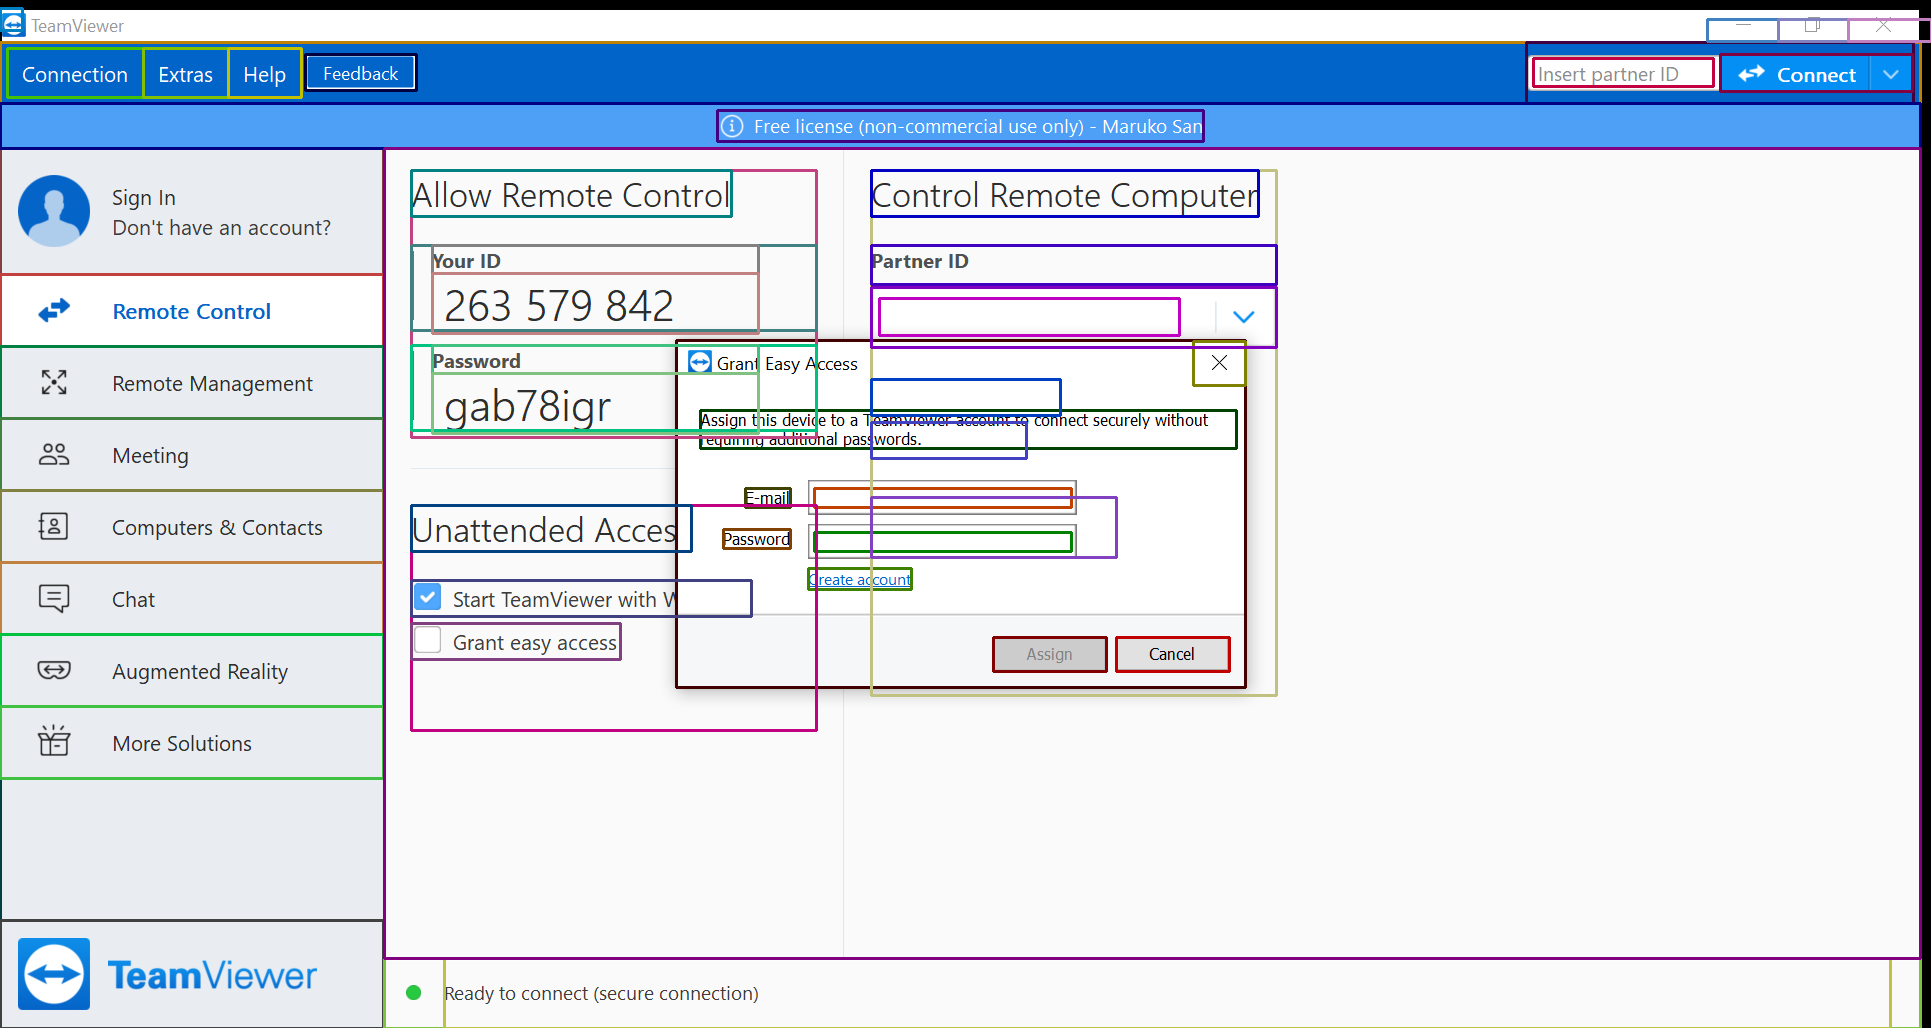 TeamViewer
Connection Extras Help Feedback
Insert partner ID Connect
Free license (non-commercial use only) - Maruko San
Sign In
Don't have an account?
Remote Control
Remote Management
Meeting
Computers & Contacts
Chat
Augmented Reality
More Solutions
TeamViewer
Allow Remote Control
Your ID
263 579 842
Password
gab78igr
Unattended Acces
Start TeamViewer with W
Grant easy access
Control Remote Computer
Partner ID
Grant Easy Access
Assign this device to a TeamViewer account to connect securely without
requiring additional passwords.
E-mail
Password
Create account
Assign Cancel
Ready to connect (secure connection)